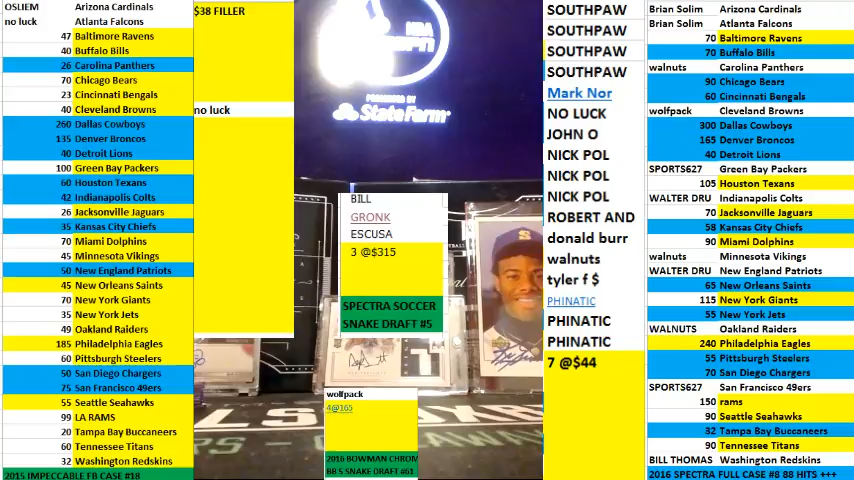 OSLIEM Arizona Cardinals
no luck Atlanta Falcons
47 Baltimore Ravens
40 Buffalo Bills
26 Carolina Panthers
70 Chicago Bears
23 Cincinnati Bengals
40 Cleveland Browns
260 Dallas Cowboys
135 Denver Broncos
40 Detroit Lions
100 Green Bay Packers
60 Houston Texans
42 Indianapolis Colts
26 Jacksonville Jaguars
35 Kansas City Chiefs
70 Miami Dolphins
45 Minnesota Vikings
50 New England Patriots
45 New Orleans Saints
70 New York Giants
35 New York Jets
49 Oakland Raiders
185 Philadelphia Eagles
60 Pittsburgh Steelers
50 San Diego Chargers
75 San Francisco 49ers
55 Seattle Seahawks
99 LA RAMS
20 Tampa Bay Buccaneers
60 Tennessee Titans
32 Washington Redskins
2015 IMPECCABLE FB CASE #18
$38 FILLER
no luck
POWERED BY
State Farm
BILL
GRONK
ESCUSA
3 @$315
SPECTRA SOCCER
SNAKE DRAFT #5
wolfpack
4@165
2016 BOWMAN CHROM
BB 5 SNAKE DRAFT #61
SOUTHPAW
SOUTHPAW
SOUTHPAW
SOUTHPAW
Mark Nor
NO LUCK
JOHN O
NICK POL
NICK POL
NICK POL
ROBERT AND
donald burr
walnuts
tyler f $
PHINATIC
PHINATIC
PHINATIC
7 @$44
Brian Solim Arizona Cardinals
Brian Solim Atlanta Falcons
70 Baltimore Ravens
70 Buffalo Bills
walnuts Carolina Panthers
90 Chicago Bears
60 Cincinnati Bengals
wolfpack Cleveland Browns
300 Dallas Cowboys
165 Denver Broncos
40 Detroit Lions
SPORTS627 Green Bay Packers
105 Houston Texans
WALTER DRU Indianapolis Colts
70 Jacksonville Jaguars
58 Kansas City Chiefs
90 Miami Dolphins
walnuts Minnesota Vikings
WALTER DRU New England Patriots
65 New Orleans Saints
115 New York Giants
55 New York Jets
WALNUTS Oakland Raiders
240 Philadelphia Eagles
55 Pittsburgh Steelers
70 San Diego Chargers
SPORTS627 San Francisco 49ers
150 rams
90 Seattle Seahawks
32 Tampa Bay Buccaneers
90 Tennessee Titans
BILL THOMAS Washington Redskins
2016 SPECTRA FULL CASE #8 88 HITS +++